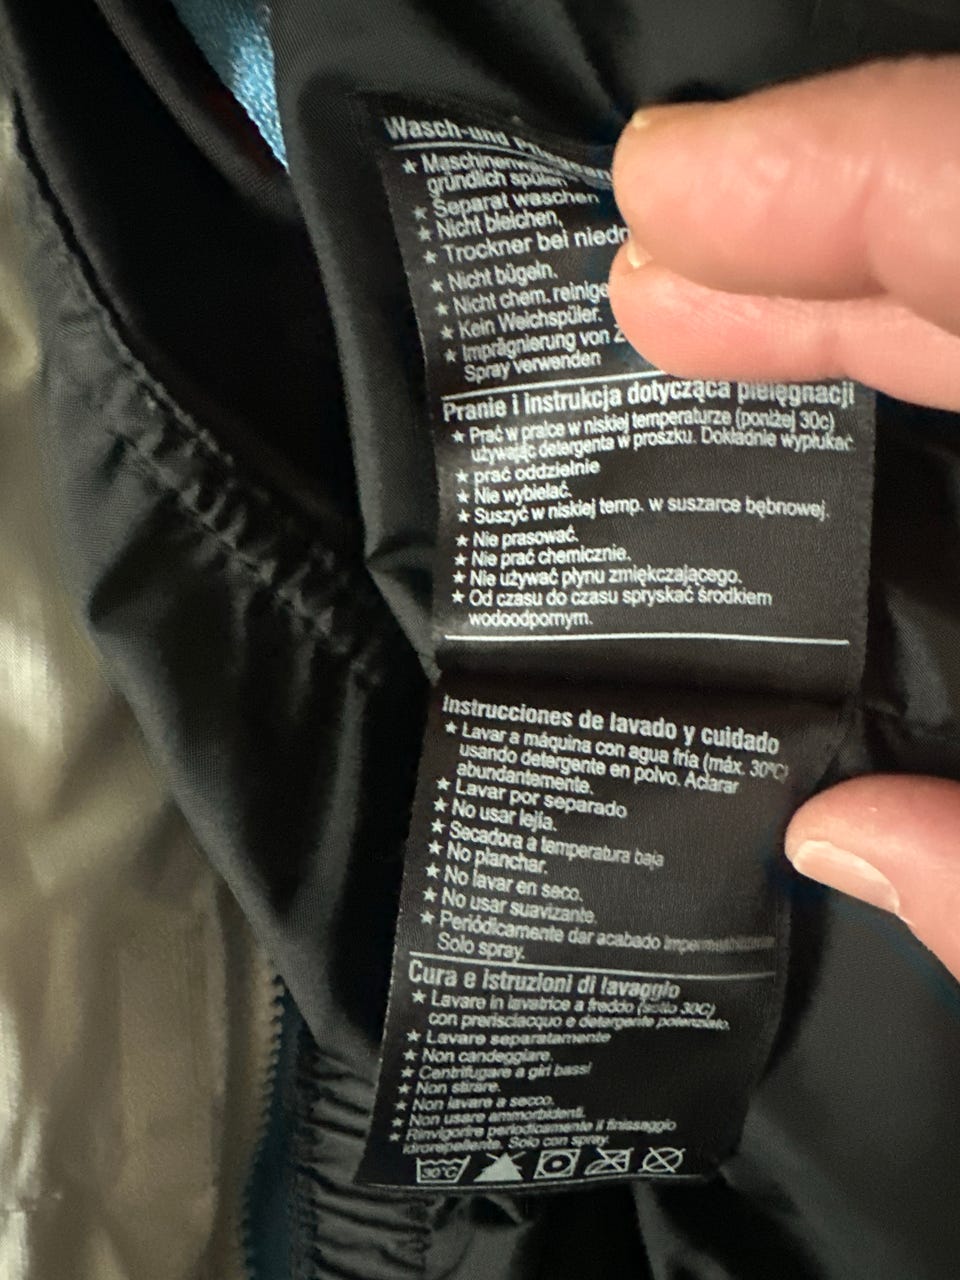 Wasch-und
★ Maschinenw
gründlich spülen
★ Separat waschen
★ Nicht bleichen,
★ Trockner bei niedr
★ Nicht bügeln.
★ Nicht chem. reinige
★ Kein Weichspüler.
★ Imprägnierung von Z
Spray verwenden
Pranie i instrukcja dotycząca pielęgnacji
★ Prać w pralce w niskiej temperaturze (poniżej 30c)
używając detergenta w proszku. Dokładnie wypłukać
★ prać oddzielnie
★ Nie wybielać.
★ Suszyć w niskiej temp. w suszarce bębnowej.
★ Nie prasować.
★ Nie prać chemicznie.
★ Nie używać płynu zmiękczającego.
★ Od czasu do czasu spryskać środkiem
wodoodpornym.
Instrucciones de lavado y cuidado
★ Lavar a máquina con agua fría (máx. 30°C)
usando detergente en polvo. Aclarar
abundantemente.
★ Lavar por separado
★ No usar lejía.
★ Secadora a temperatura baja
★ No planchar.
★ No lavar en seco.
★ No usar suavizante.
★ Periódicamente dar acabado
Solo spray.
Cura e istruzioni di lavaggio
★ Lavare in lavatrice a freddo (sotto 30C)
con prerisciacquo e detergente potenziato.
★ Lavare separatamente
★ Non candeggiare.
★ Centrifugare a giri bassi
★ Non stirare.
★ Non lavare a secco.
★ Non usare ammorbidenti.
★ Rinvigorire periodicamente il finissaggio
idrorepellente. Solo con spray.
30°C